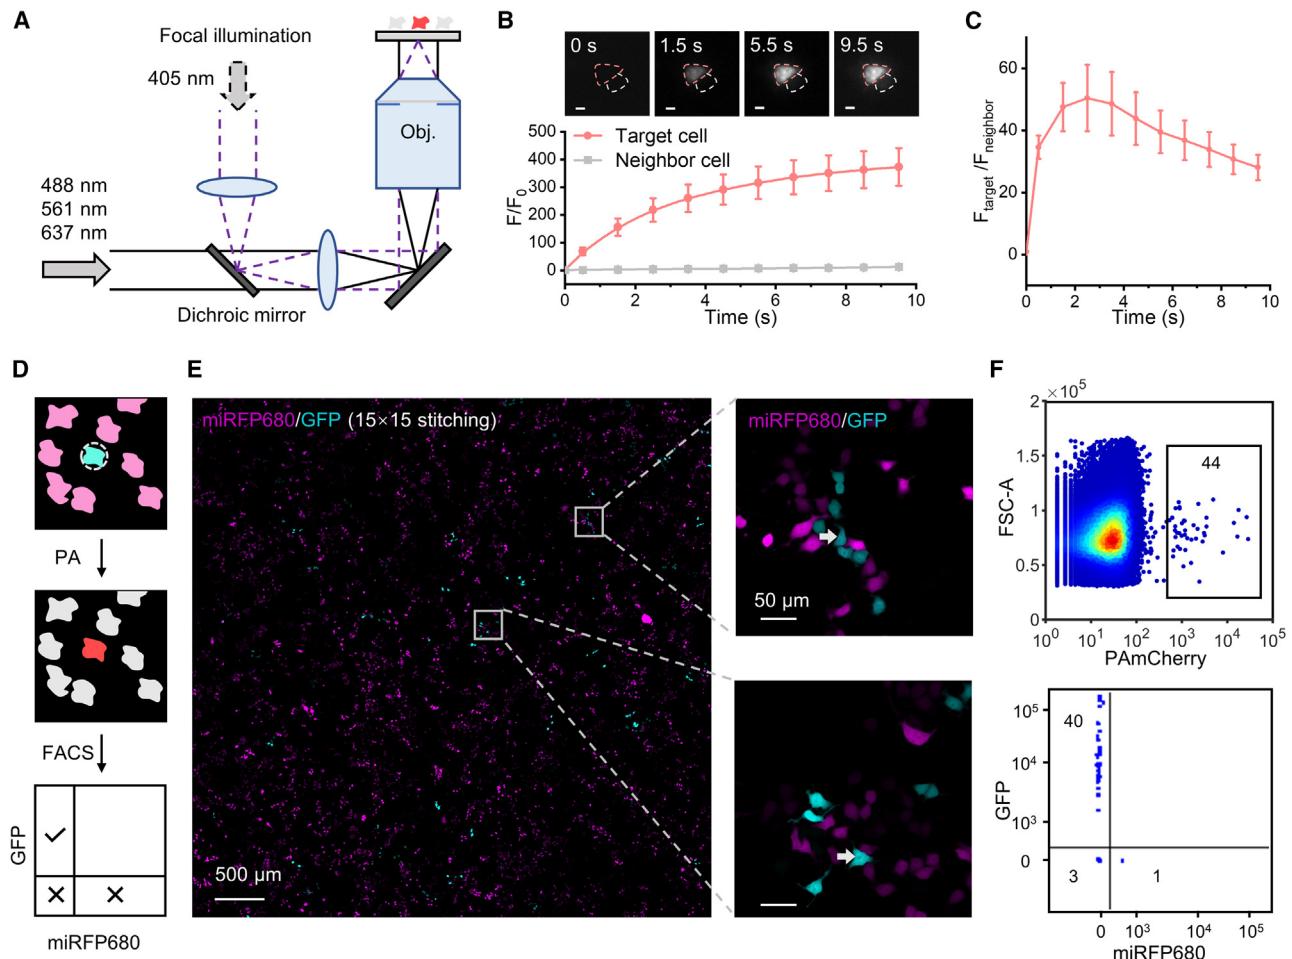 A
Focal illumination
405 nm
Obj.
488 nm
561 nm
637 nm
Dichroic mirror
B
0 s
1.5 s
5.5 s
9.5 s
500
400
300
200
100
0
F/F0
Target cell
Neighbor cell
0 2 4 6 8 10
Time (s)
C
60
40
20
0
Ftarget/Fneighbor
0 2 4 6 8 10
Time (s)
D
PA
FACS
GFP
miRFP680
E
miRFP680/GFP (15×15 stitching)
500 µm
miRFP680/GFP
50 µm
F
×10^5
2
1.5
1
0.5
0
FSC-A
44
10^0 10^1 10^2 10^3 10^4 10^5
PAmCherry
10^5
10^4
10^3
0
GFP
40
3
1
0 10^3 10^4 10^5
miRFP680